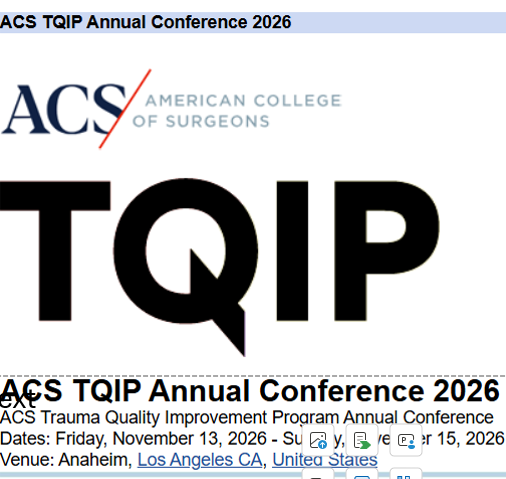 ACS TQIP Annual Conference 2026
ACS
AMERICAN COLLEGE
OF SURGEONS
TQIP
ACS TQIP Annual Conference 2026
ACS Trauma Quality Improvement Program Annual Conference
Dates: Friday, November 13, 2026 - 15, 2026
Venue: Anaheim, Los Angeles CA, United States